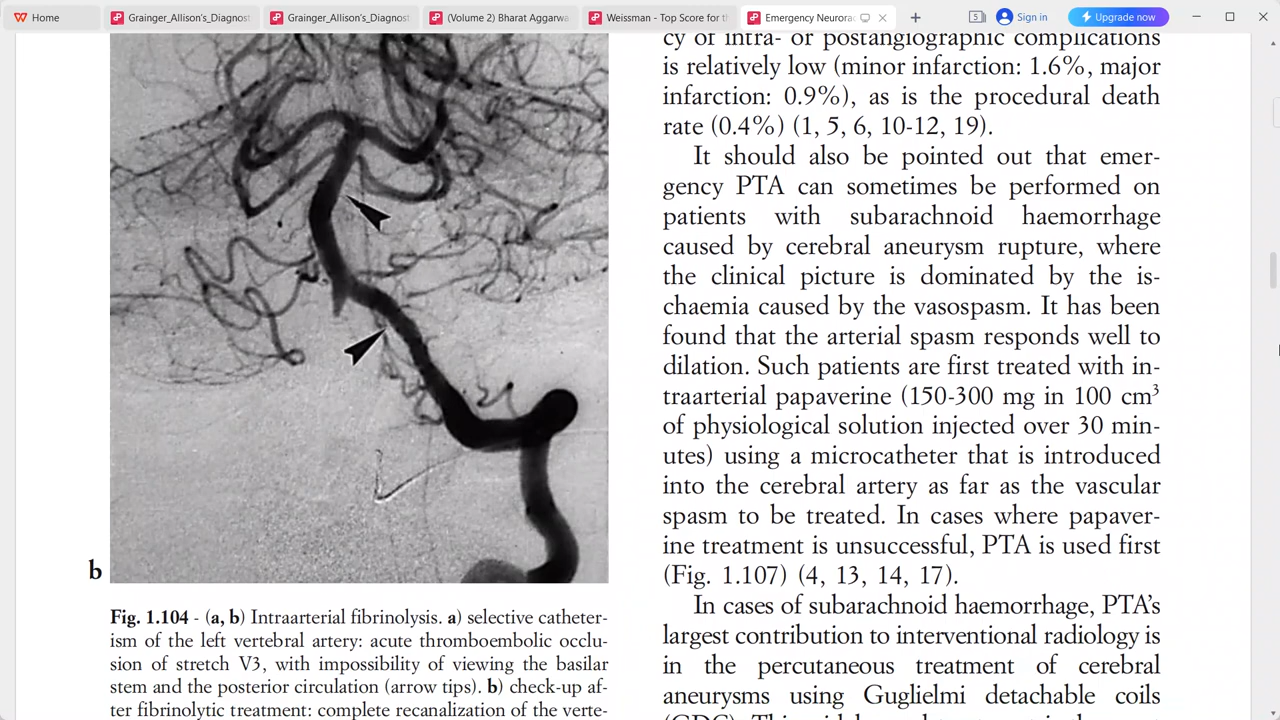 Home
Grainger_Allison's_Diagnost
Grainger_Allison's_Diagnost
(Volume 2) Bharat Aggarwa
Weissman - Top Score for t
Emergency Neurorad
5
Sign in
Upgrade now
b
Fig. 1.104 - (a, b) Intraarterial fibrinolysis. a) selective catheter-
ism of the left vertebral artery: acute thromboembolic occlu-
sion of stretch V3, with impossibility of viewing the basilar
stem and the posterior circulation (arrow tips). b) check-up af-
ter fibrinolytic treatment: complete recanalization of the verte-
cy of intra- or postangiographic complications
is relatively low (minor infarction: 1.6%, major
infarction: 0.9%), as is the procedural death
rate (0.4%) (1, 5, 6, 10-12, 19).
It should also be pointed out that emer-
gency PTA can sometimes be performed on
patients with subarachnoid haemorrhage
caused by cerebral aneurysm rupture, where
the clinical picture is dominated by the is-
chaemia caused by the vasospasm. It has been
found that the arterial spasm responds well to
dilation. Such patients are first treated with in-
traarterial papaverine (150-300 mg in 100 cm³
of physiological solution injected over 30 min-
utes) using a microcatheter that is introduced
into the cerebral artery as far as the vascular
spasm to be treated. In cases where papaver-
ine treatment is unsuccessful, PTA is used first
(Fig. 1.107) (4, 13, 14, 17).
In cases of subarachnoid haemorrhage, PTA's
largest contribution to interventional radiology is
in the percutaneous treatment of cerebral
aneurysms using Guglielmi detachable coils